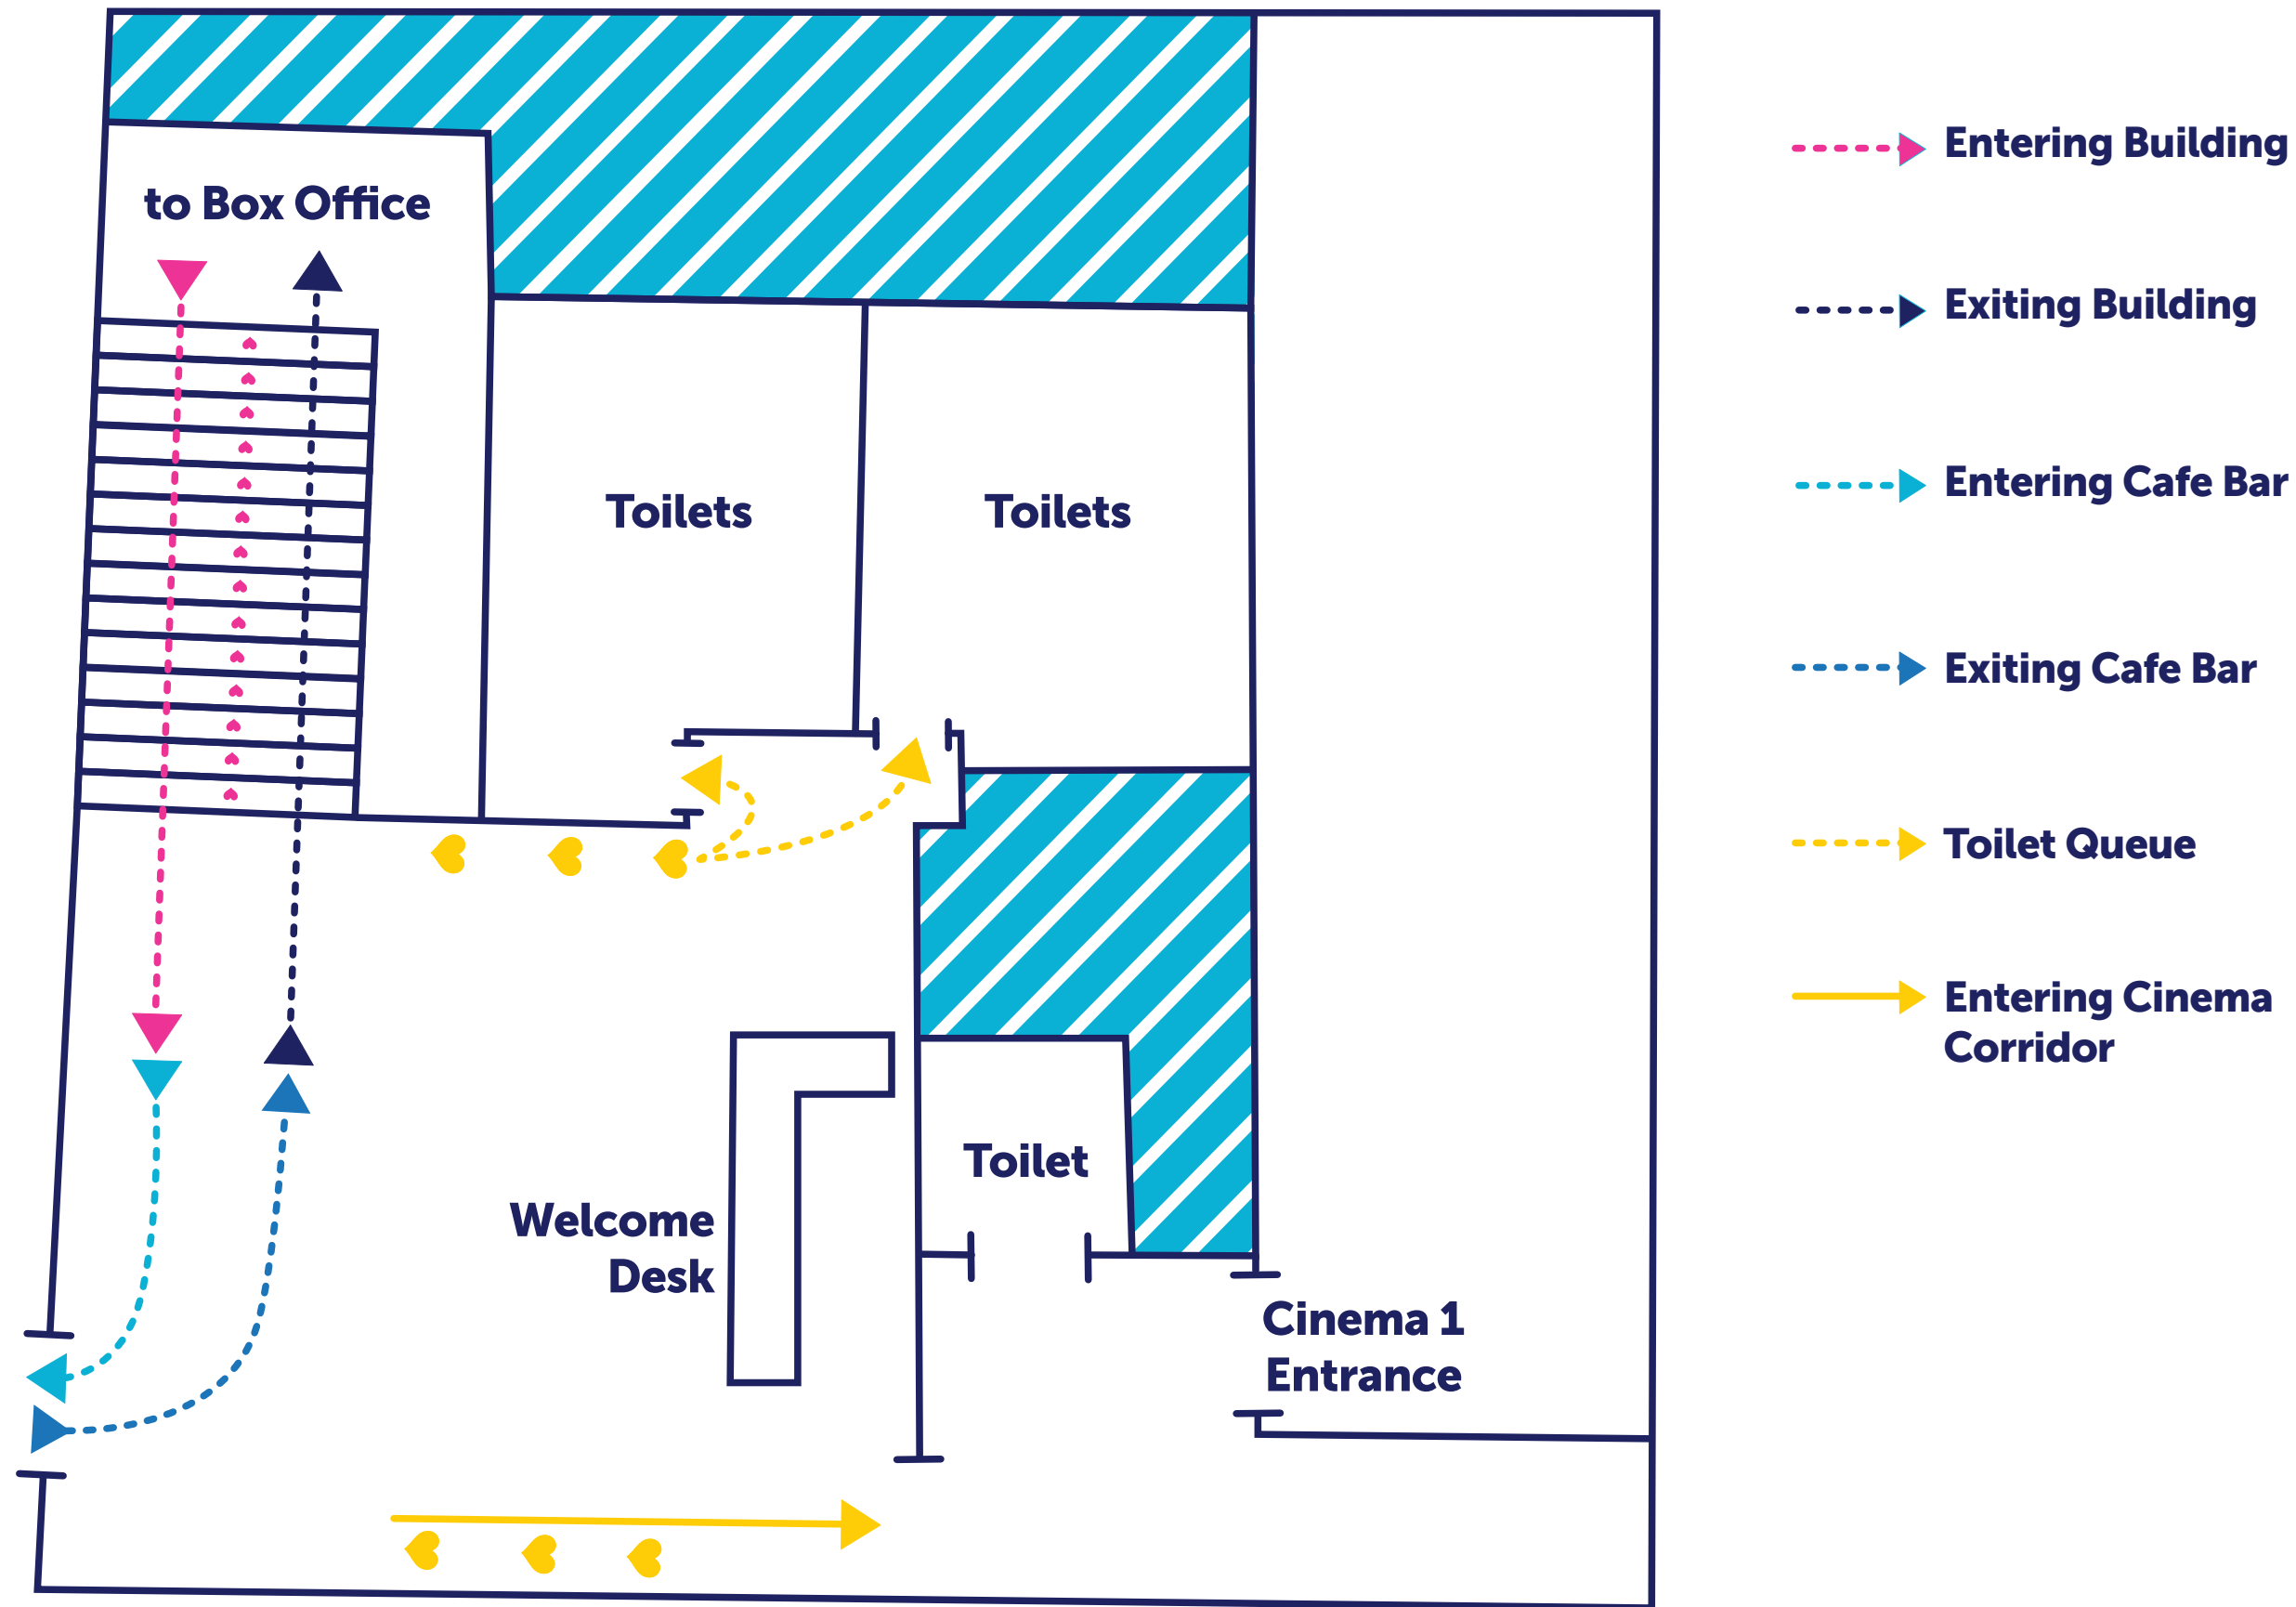 to Box Office
Toilets
Toilets
Toilet
Welcome
Desk
Cinema 1
Entrance
Entering Building
Exiting Building
Entering Cafe Bar
Exiting Cafe Bar
Toilet Queue
Entering Cinema
Corridor